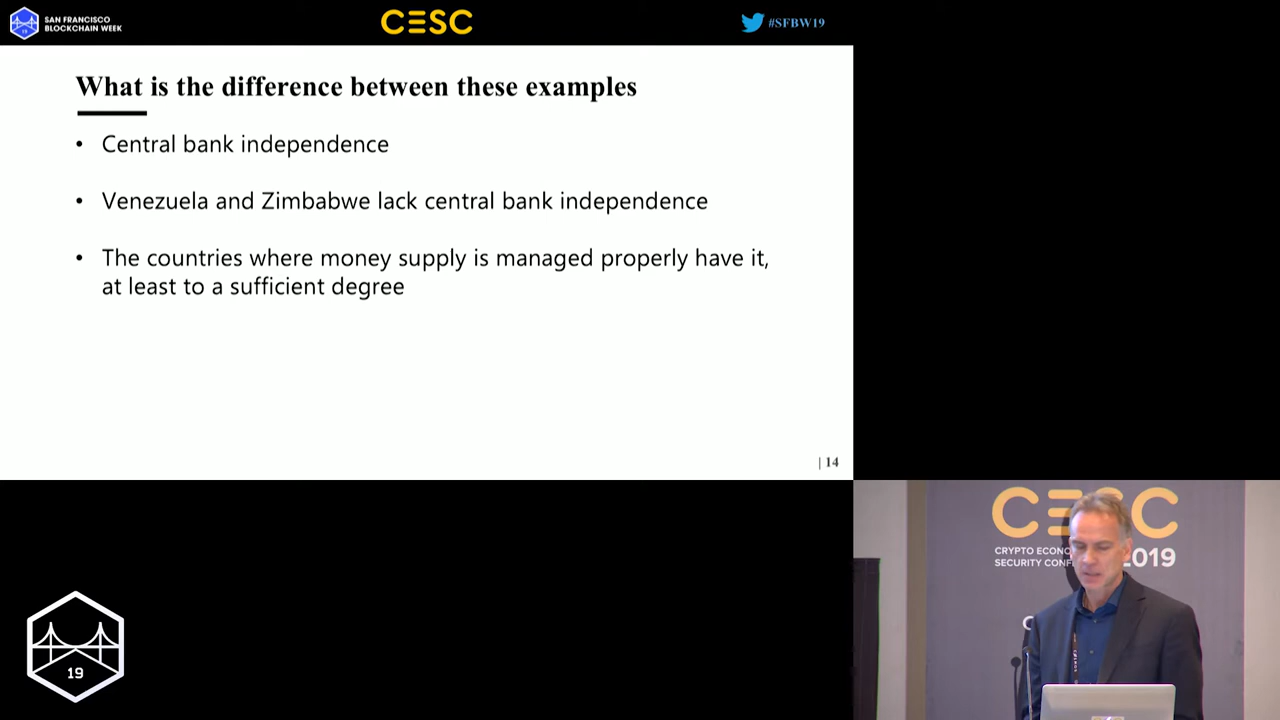 SAN FRANCISCO
BLOCKCHAIN WEEK
19
CESC
#SFBW19
What is the difference between these examples
• Central bank independence
• Venezuela and Zimbabwe lack central bank independence
• The countries where money supply is managed properly have it,
at least to a sufficient degree
| 14
CESC
CRYPTO ECONO
2019
SECURITY CONF
19